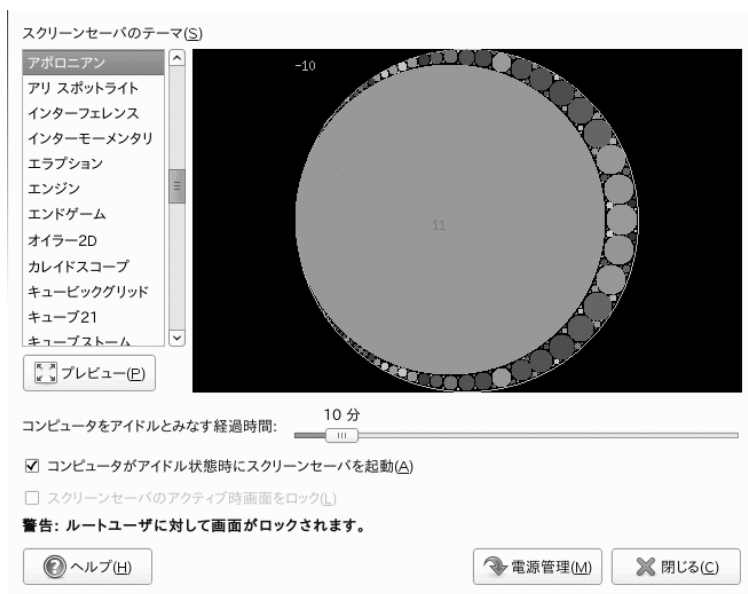 スクリーンセーバのテーマ(S)
アポロニアン
アリ スポットライト
インターフェレンス
インターモーメンタリ
エラプション
エンジン
エンドゲーム
オイラー2D
カレイドスコープ
キュービックグリッド
キューブ21
キューブストーム
-10
11
プレビュー(P)
コンピュータをアイドルとみなす経過時間:
10 分
コンピュータがアイドル状態時にスクリーンセーバを起動(A)
スクリーンセーバのアクティブ時画面をロック(L)
警告: ルートユーザに対して画面がロックされます。
ヘルプ(H)
電源管理(M)
閉じる(C)